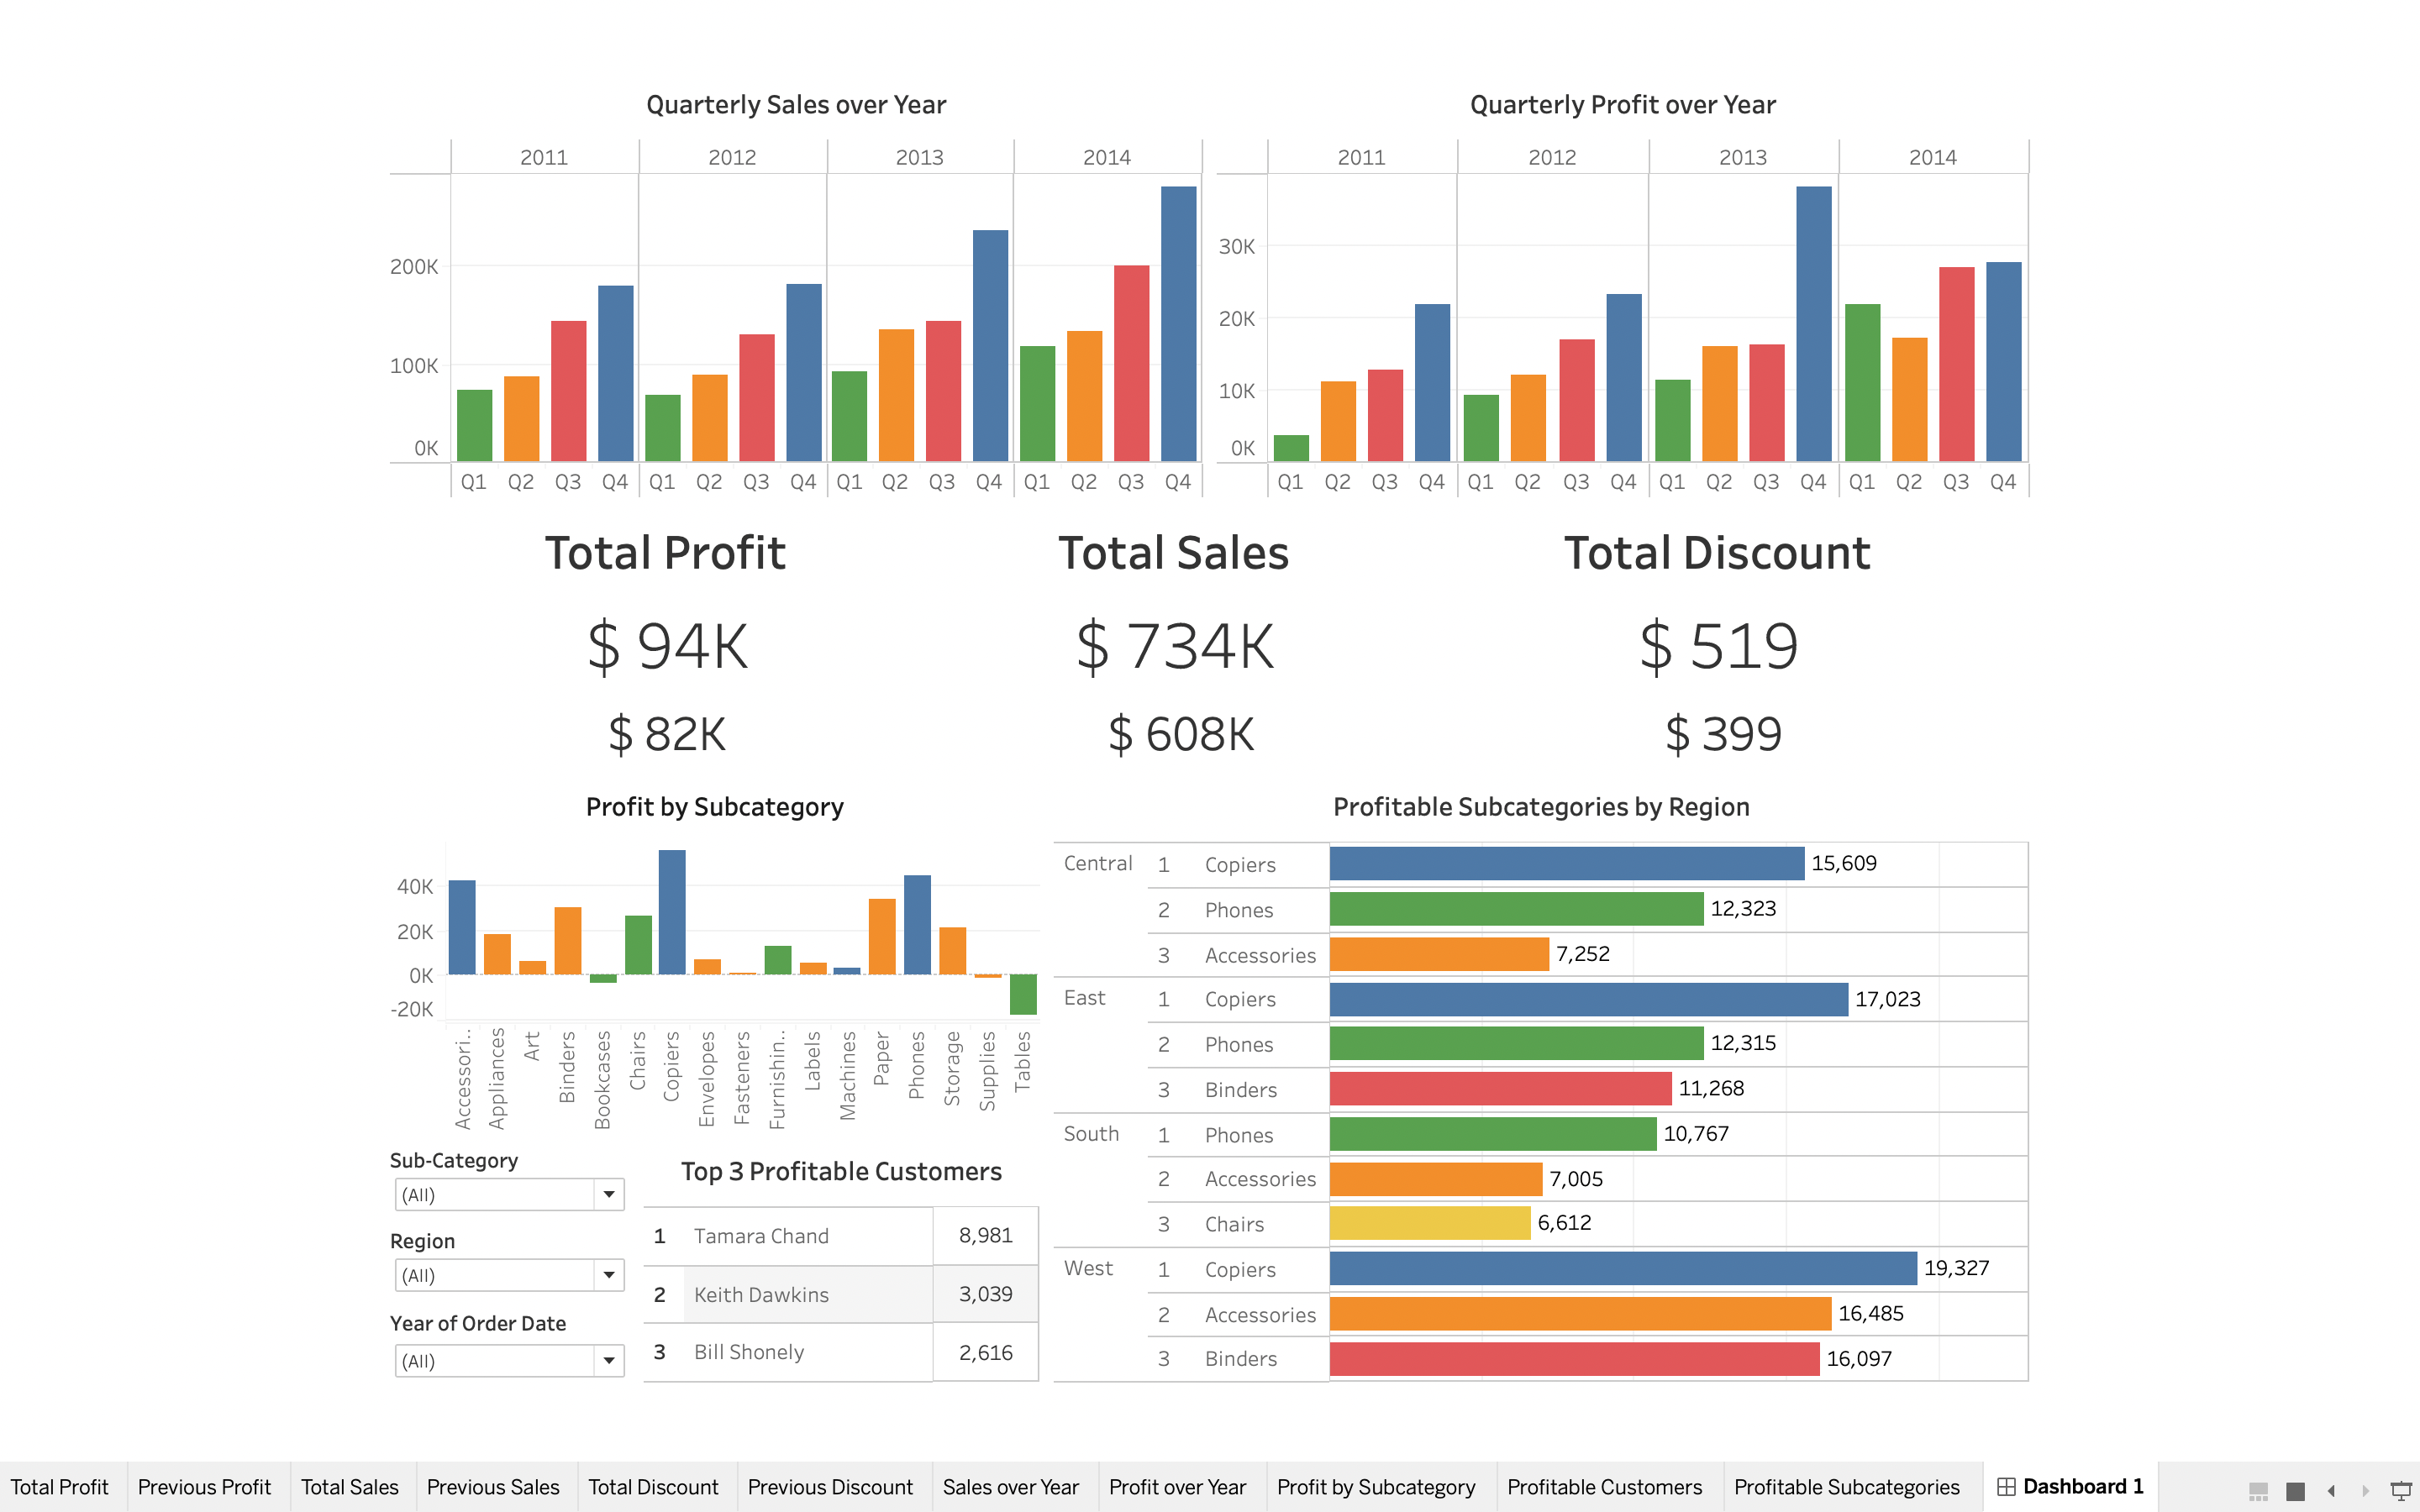 Quarterly Sales over Year
2011 2012 2013 2014
200K
100K
0K
Q1 Q2 Q3 Q4 Q1 Q2 Q3 Q4 Q1 Q2 Q3 Q4 Q1 Q2 Q3 Q4
Quarterly Profit over Year
2011 2012 2013 2014
30K
20K
10K
0K
Q1 Q2 Q3 Q4 Q1 Q2 Q3 Q4 Q1 Q2 Q3 Q4 Q1 Q2 Q3 Q4
Total Profit
$ 94K
$ 82K
Total Sales
$ 734K
$ 608K
Total Discount
$ 519
$ 399
Profit by Subcategory
40K
20K
0K
-20K
Accessori..
Appliances
Art
Binders
Bookcases
Chairs
Copiers
Envelopes
Fasteners
Furnishin..
Labels
Machines
Paper
Phones
Storage
Supplies
Tables
Sub-Category
(All)
Region
(All)
Year of Order Date
(All)
Top 3 Profitable Customers
1 Tamara Chand 8,981
2 Keith Dawkins 3,039
3 Bill Shonely 2,616
Profitable Subcategories by Region
Central 1 Copiers 15,609
2 Phones 12,323
3 Accessories 7,252
East 1 Copiers 17,023
2 Phones 12,315
3 Binders 11,268
South 1 Phones 10,767
2 Accessories 7,005
3 Chairs 6,612
West 1 Copiers 19,327
2 Accessories 16,485
3 Binders 16,097
Total Profit Previous Profit Total Sales Previous Sales Total Discount Previous Discount Sales over Year Profit over Year Profit by Subcategory Profitable Customers Profitable Subcategories Dashboard 1